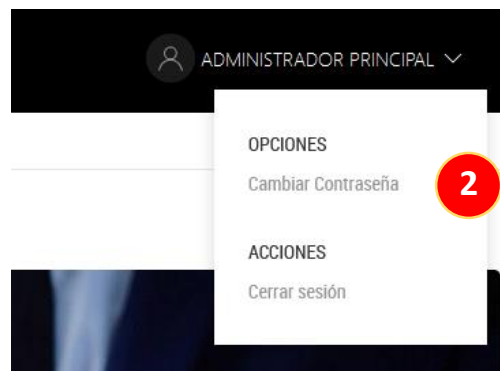 ADMINISTRADOR PRINCIPAL
OPCIONES
Cambiar Contraseña
2
ACCIONES
Cerrar sesión